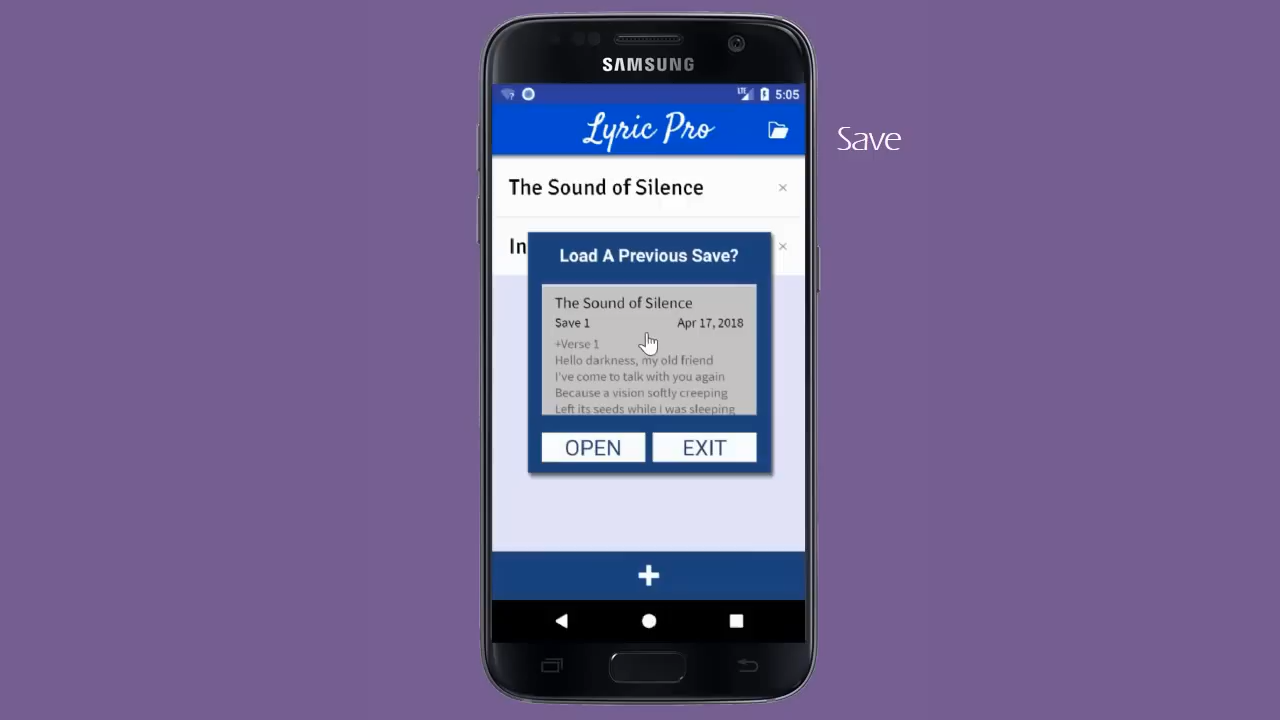 SAMSUNG
LTE 5:05
Lyric Pro
Save
The Sound of Silence ×
In ×
Load A Previous Save?
The Sound of Silence
Save 1 Apr 17, 2018
+Verse 1
Hello darkness, my old friend
I've come to talk with you again
Because a vision softly creeping
Left its seeds while I was sleeping
OPEN EXIT
+